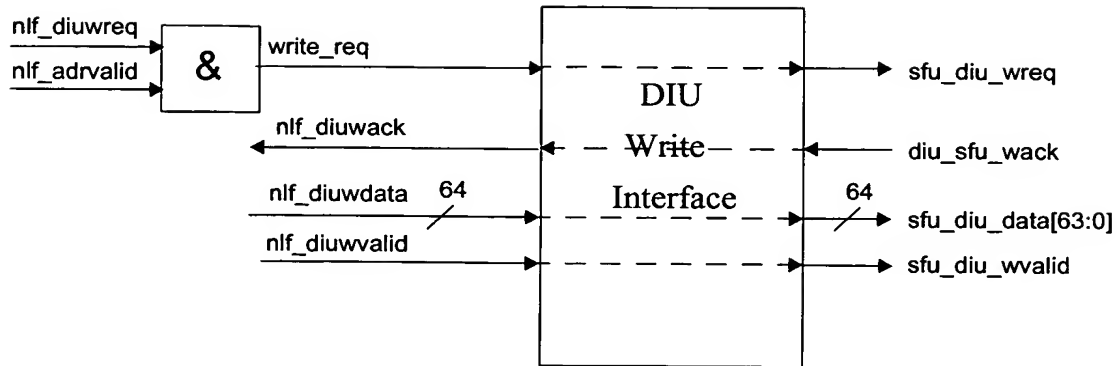 nlf_diuwreq
nlf_adrvalid
&
write_req
sfu_diu_wreq
DIU
nlf_diuwack
Write
diu_sfu_wack
nlf_diuwdata
64
Interface
64
sfu_diu_data[63:0]
nlf_diuwvalid
sfu_diu_wvalid